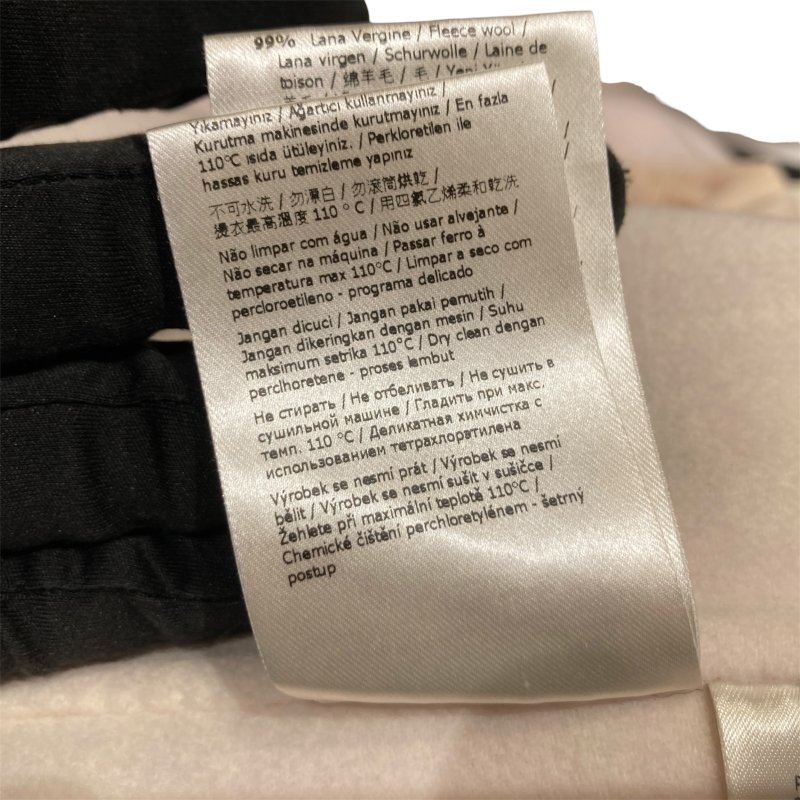 99% Lana Vergine / Fleece wool /
Lana virgen / Schurwolle / Laine de
toison / 绵羊毛 / 毛 /
Yıkamayınız / Ağartıcı kullanmayınız /
Kurutma makinesinde kurutmayınız / En fazla
110°C ısıda ütüleyiniz. / Perkloretilen ile
hassas kuru temizleme yapınız
不可水洗 / 勿漂白 / 勿滾筒烘乾 /
燙衣最高溫度 110 °C / 用四氯乙烯柔和乾洗
Não limpar com água / Não usar alvejante /
Não secar na máquina / Passar ferro à
temperatura max 110°C / Limpar a seco com
percloroetileno - programa delicado
Jangan dicuci / Jangan pakai pemutih /
Jangan dikeringkan dengan mesin / Suhu
maksimum setrika 110°C / Dry clean dengan
perclhoretene - proses lembut
Не стирать / Не отбеливать / Не сушить в
сушильной машине / Гладить при макс.
темп. 110 °C / Деликатная химчистка с
использованием тетрахлорэтилена
Výrobek se nesmí prát / Výrobek se nesmí
bělit / Výrobek se nesmí sušit v sušičce /
Žehlete při maximální teplotě 110°C /
Chemické čištění perchloretylénem - šetrný
postup